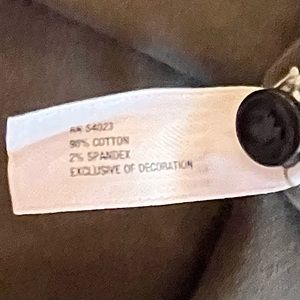 RN 54023
98% COTTON
2% SPANDEX
EXCLUSIVE OF DECORATION